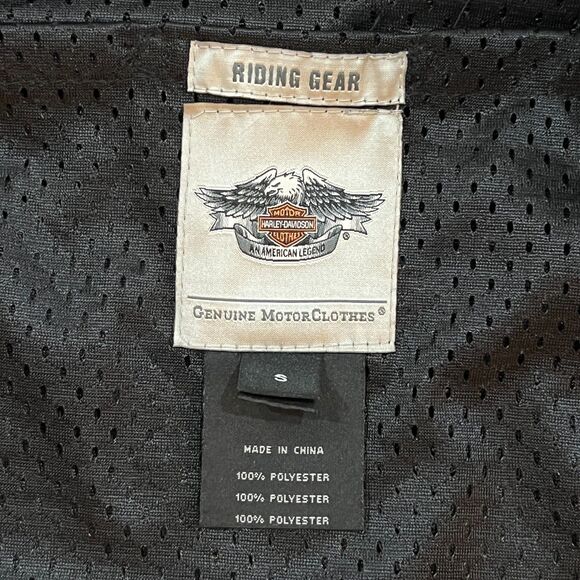 RIDING GEAR
MOTOR
HARLEY-DAVIDSON
CLOTHES
AN AMERICAN LEGEND
®
GENUINE MOTORCLOTHES®
S
MADE IN CHINA
100% POLYESTER
100% POLYESTER
100% POLYESTER